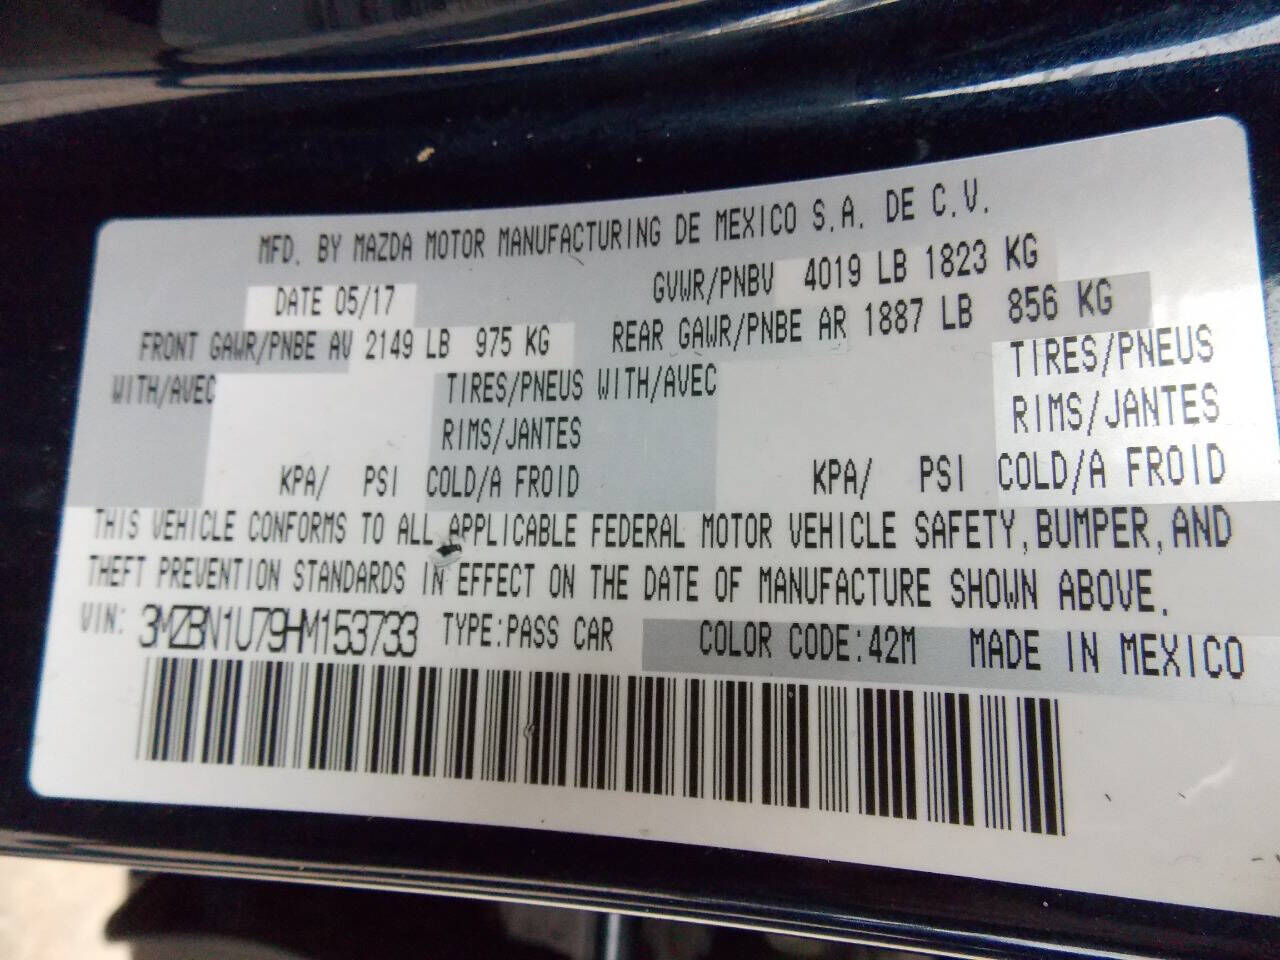 MFD. BY MAZDA MOTOR MANUFACTURING DE MEXICO S.A. DE C.V.
DATE 05/17 GVWR/PNBV 4019 LB 1823 KG
FRONT GAWR/PNBE AV 2149 LB 975 KG REAR GAWR/PNBE AR 1887 LB 856 KG
WITH/AVEC TIRES/PNEUS WITH/AVEC TIRES/PNEUS
RIMS/JANTES RIMS/JANTES
KPA/ PSI COLD/A FROID KPA/ PSI COLD/A FROID
THIS VEHICLE CONFORMS TO ALL APPLICABLE FEDERAL MOTOR VEHICLE SAFETY, BUMPER, AND
THEFT PREVENTION STANDARDS IN EFFECT ON THE DATE OF MANUFACTURE SHOWN ABOVE.
VIN: 3MZBN1U79HM153733 TYPE:PASS CAR COLOR CODE:42M MADE IN MEXICO